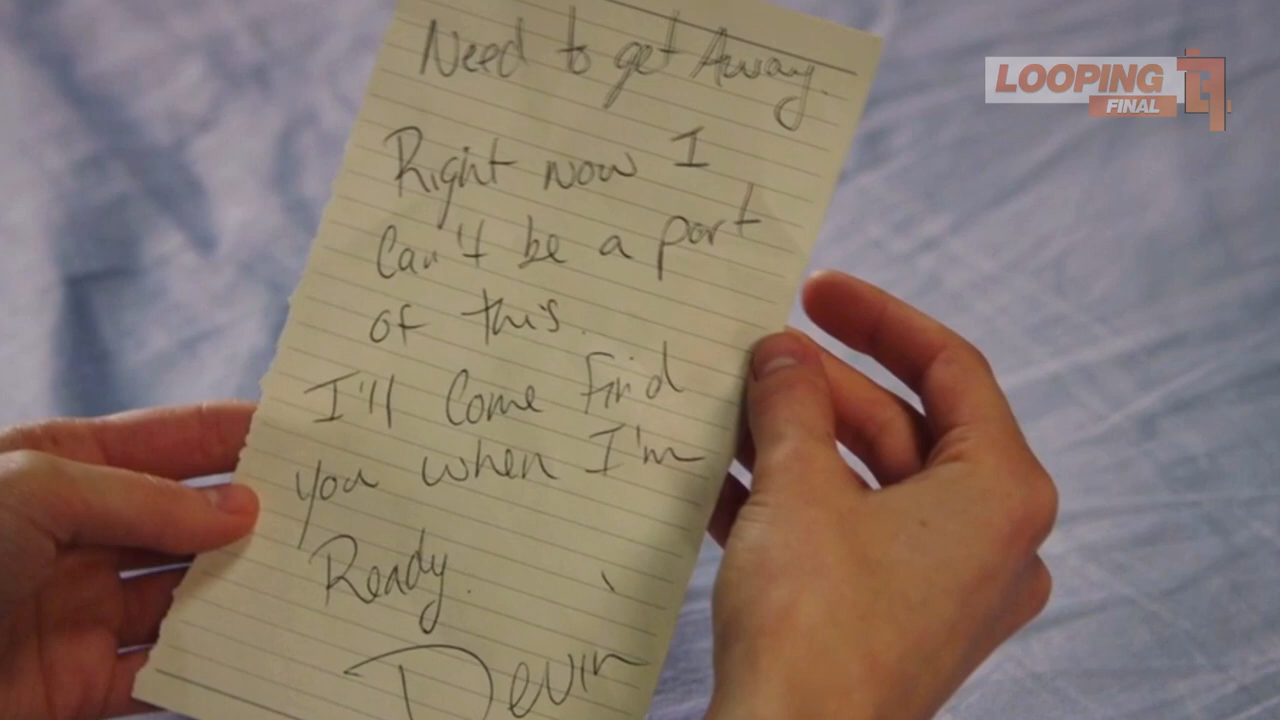 Need to get Away.
Right now I
Can't be a part
of this.
I'll Come find
you when I'm
Ready.
Devin
LOOPING
FINAL